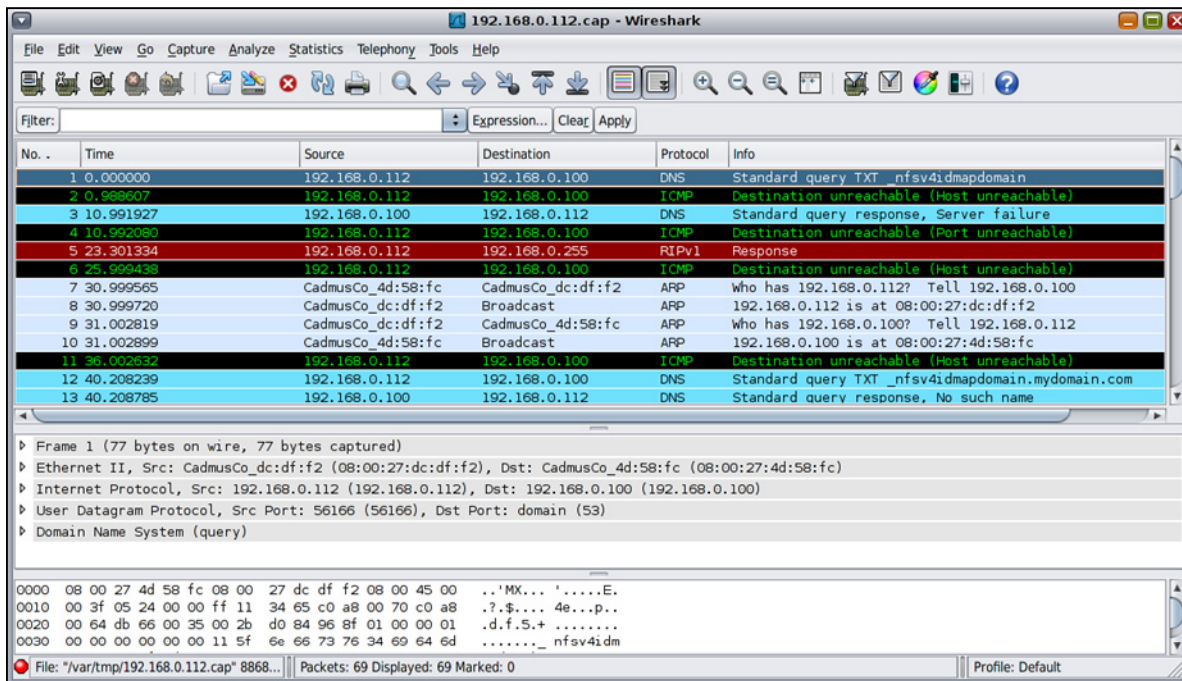 192.168.0.112.cap - Wireshark
File Edit View Go Capture Analyze Statistics Telephony Tools Help
Filter: Expression... Clear Apply
No. . Time Source Destination Protocol Info
1 0.000000 192.168.0.112 192.168.0.100 DNS Standard query TXT _nfsv4idmapdomain
2 0.988607 192.168.0.112 192.168.0.100 ICMP Destination unreachable (Host unreachable)
3 10.991927 192.168.0.100 192.168.0.112 DNS Standard query response, Server failure
4 10.992080 192.168.0.112 192.168.0.100 ICMP Destination unreachable (Port unreachable)
5 23.301334 192.168.0.112 192.168.0.255 RIPv1 Response
6 25.999438 192.168.0.112 192.168.0.100 ICMP Destination unreachable (Host unreachable)
7 30.999565 CadmusCo_4d:58:fc CadmusCo_dc:df:f2 ARP Who has 192.168.0.112? Tell 192.168.0.100
8 30.999720 CadmusCo_dc:df:f2 Broadcast ARP 192.168.0.112 is at 08:00:27:dc:df:f2
9 31.002819 CadmusCo_dc:df:f2 CadmusCo_4d:58:fc ARP Who has 192.168.0.100? Tell 192.168.0.112
10 31.002899 CadmusCo_4d:58:fc Broadcast ARP 192.168.0.100 is at 08:00:27:4d:58:fc
11 36.002632 192.168.0.112 192.168.0.100 ICMP Destination unreachable (Host unreachable)
12 40.208239 192.168.0.112 192.168.0.100 DNS Standard query TXT _nfsv4idmapdomain.mydomain.com
13 40.208785 192.168.0.100 192.168.0.112 DNS Standard query response, No such name
Frame 1 (77 bytes on wire, 77 bytes captured)
Ethernet II, Src: CadmusCo_dc:df:f2 (08:00:27:dc:df:f2), Dst: CadmusCo_4d:58:fc (08:00:27:4d:58:fc)
Internet Protocol, Src: 192.168.0.112 (192.168.0.112), Dst: 192.168.0.100 (192.168.0.100)
User Datagram Protocol, Src Port: 56166 (56166), Dst Port: domain (53)
Domain Name System (query)
0000 08 00 27 4d 58 fc 08 00 27 dc df f2 08 00 45 00 ..'MX... '.....E.
0010 00 3f 05 24 00 00 ff 11 34 65 c0 a8 00 70 c0 a8 .?.$.... 4e...p..
0020 00 64 db 66 00 35 00 2b d0 84 96 8f 01 00 00 01 .d.f.5.+ ........
0030 00 00 00 00 00 00 11 5f 6e 66 73 76 34 69 64 6d ......._ nfsv4idm
File: "/var/tmp/192.168.0.112.cap" 8868... Packets: 69 Displayed: 69 Marked: 0 Profile: Default